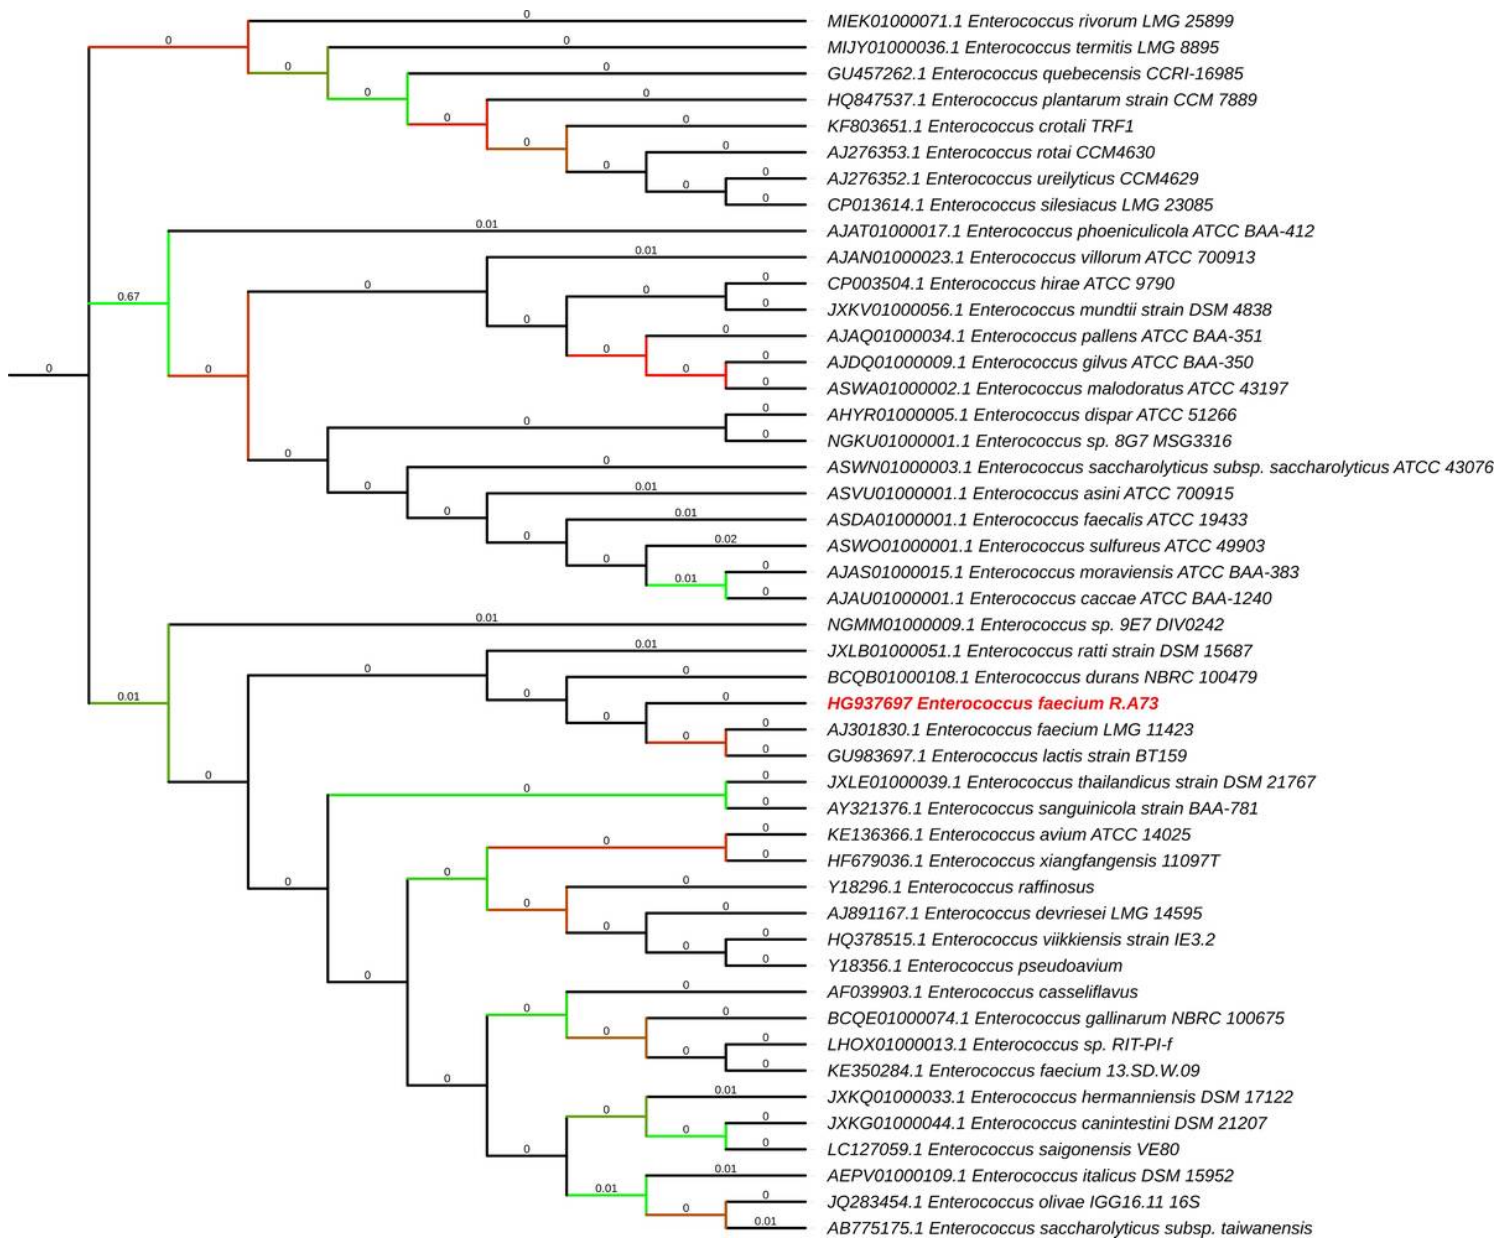 0
MIEK01000071.1 Enterococcus rivorum LMG 25899
0
0
MIJY01000036.1 Enterococcus termitis LMG 8895
0
0
GU457262.1 Enterococcus quebecensis CCRI-16985
0
0
HQ847537.1 Enterococcus plantarum strain CCM 7889
0
0
KF803651.1 Enterococcus crotali TRF1
0
0
AJ276353.1 Enterococcus rotai CCM4630
0
0
AJ276352.1 Enterococcus ureilyticus CCM4629
0
0
CP013614.1 Enterococcus silesiacus LMG 23085
0.01
AJAT01000017.1 Enterococcus phoeniculicola ATCC BAA-412
0.01
AJAN01000023.1 Enterococcus villorum ATCC 700913
0
0
CP003504.1 Enterococcus hirae ATCC 9790
0.67
0
0
JXKV01000056.1 Enterococcus mundtii strain DSM 4838
0
0
AJAQ01000034.1 Enterococcus pallens ATCC BAA-351
0
0
AJDQ01000009.1 Enterococcus gilvus ATCC BAA-350
0
0
0
0
ASWA01000002.1 Enterococcus malodoratus ATCC 43197
0
AHYR01000005.1 Enterococcus dispar ATCC 51266
0
0
NGKU01000001.1 Enterococcus sp. 8G7 MSG3316
0
0
ASWN01000003.1 Enterococcus saccharolyticus subsp. saccharolyticus ATCC 43076
0
0.01
ASVU01000001.1 Enterococcus asini ATCC 700915
0
0.01
ASDA01000001.1 Enterococcus faecalis ATCC 19433
0
0.02
ASWO01000001.1 Enterococcus sulfureus ATCC 49903
0
0
AJAS01000015.1 Enterococcus moraviensis ATCC BAA-383
0.01
0
AJAU01000001.1 Enterococcus caccae ATCC BAA-1240
0.01
NGMM01000009.1 Enterococcus sp. 9E7 DIV0242
0.01
JXLB01000051.1 Enterococcus ratti strain DSM 15687
0
0
BCQB01000108.1 Enterococcus durans NBRC 100479
0.01
0
0
HG937697 Enterococcus faecium R.A73
0
0
AJ301830.1 Enterococcus faecium LMG 11423
0
0
GU983697.1 Enterococcus lactis strain BT159
0
0
JXLE01000039.1 Enterococcus thailandicus strain DSM 21767
0
0
AY321376.1 Enterococcus sanguinicola strain BAA-781
0
KE136366.1 Enterococcus avium ATCC 14025
0
0
HF679036.1 Enterococcus xiangfangensis 11097T
0
0
0
Y18296.1 Enterococcus raffinosus
0
0
AJ891167.1 Enterococcus devriesei LMG 14595
0
0
HQ378515.1 Enterococcus viikkiensis strain IE3.2
0
0
Y18356.1 Enterococcus pseudoavium
0
0
AF039903.1 Enterococcus casseliflavus
0
0
BCQE01000074.1 Enterococcus gallinarum NBRC 100675
0
0
LHOX01000013.1 Enterococcus sp. RIT-PI-f
0
0
0
KE350284.1 Enterococcus faecium 13.SD.W.09
0.01
JXKQ01000033.1 Enterococcus hermanniensis DSM 17122
0
0
JXKG01000044.1 Enterococcus canintestini DSM 21207
0
0
LC127059.1 Enterococcus saigonensis VE80
0
0.01
AEPV01000109.1 Enterococcus italicus DSM 15952
0.01
0
JQ283454.1 Enterococcus olivae IGG16.11 16S
0
0.01
AB775175.1 Enterococcus saccharolyticus subsp. taiwanensis